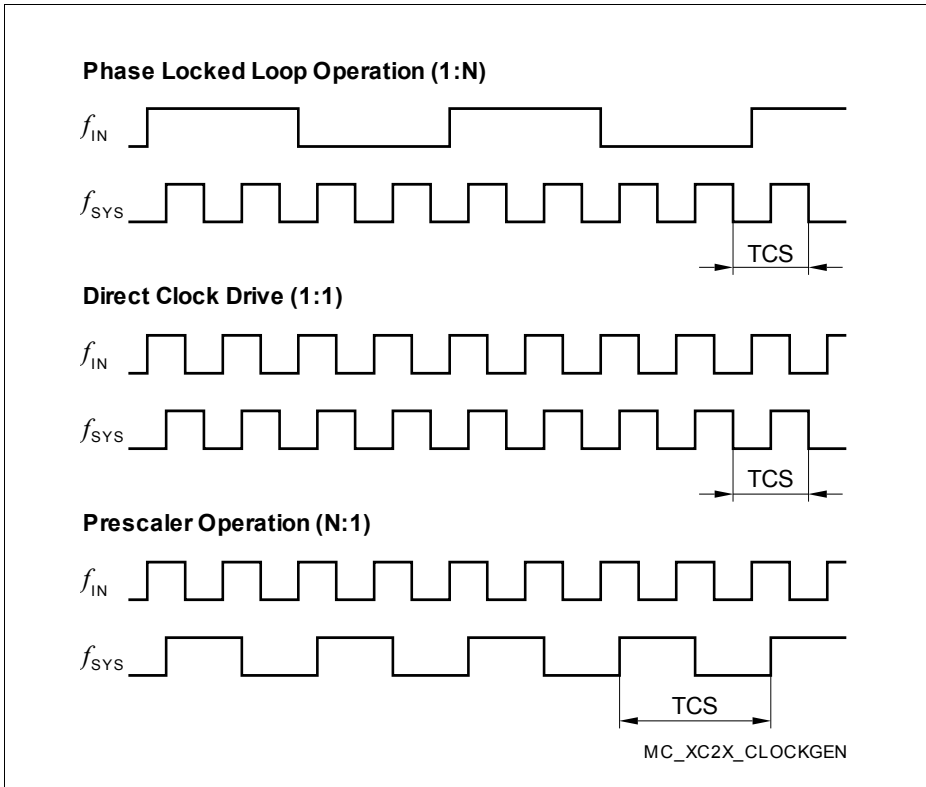 Phase Locked Loop Operation (1:N)
fIN
fSYS
TCS
Direct Clock Drive (1:1)
fIN
fSYS
TCS
Prescaler Operation (N:1)
fIN
fSYS
TCS
MC_XC2X_CLOCKGEN